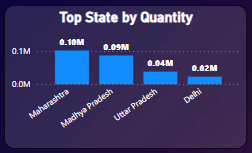 Top State by Quantity
0.1M
0.0M
0.10M
0.09M
0.04M
0.02M
Maharashtra
Madhya Pradesh
Uttar Pradesh
Delhi